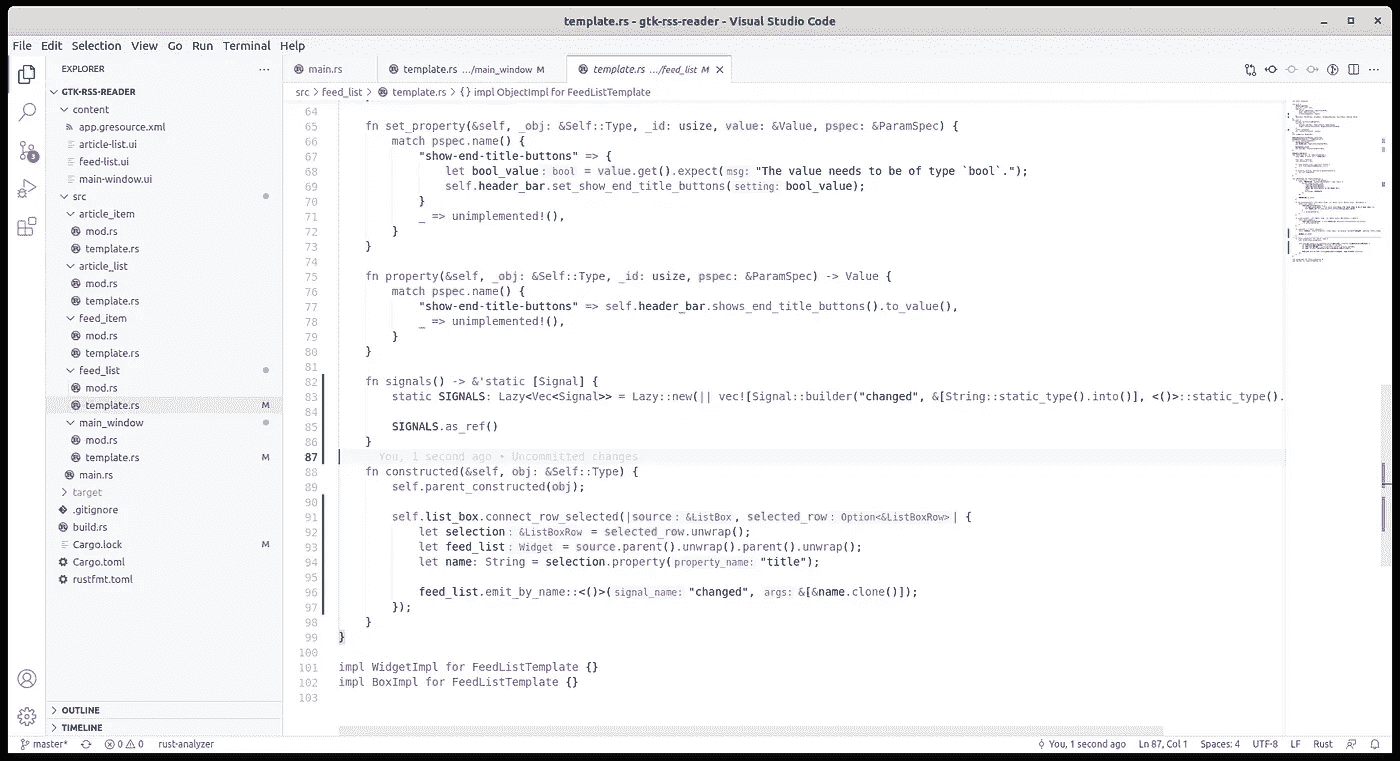 template.rs - gtk-rss-reader - Visual Studio Code
File Edit Selection View Go Run Terminal Help
EXPLORER
GTK-RSS-READER
content
app.gresource.xml
article-list.ui
feed-list.ui
main-window.ui
src
article_item
mod.rs
template.rs
article_list
mod.rs
template.rs
feed_item
mod.rs
template.rs
feed_list
mod.rs
template.rs M
main_window
mod.rs
template.rs M
main.rs
target
.gitignore
build.rs
Cargo.lock M
Cargo.toml
rustfmt.toml
OUTLINE
TIMELINE
main.rs template.rs .../main_window M template.rs .../feed_list M
src > feed_list > template.rs > {} impl ObjectImpl for FeedListTemplate
64
65 fn set_property(&self, _obj: &Self::Type, _id: usize, value: &Value, pspec: &ParamSpec) {
66 match pspec.name() {
67 "show-end-title-buttons" => {
68 let bool_value: bool = value.get().expect(msg: "The value needs to be of type `bool`.");
69 self.header_bar.set_show_end_title_buttons(setting: bool_value);
70 }
71 _ => unimplemented!(),
72 }
73 }
74
75 fn property(&self, _obj: &Self::Type, _id: usize, pspec: &ParamSpec) -> Value {
76 match pspec.name() {
77 "show-end-title-buttons" => self.header_bar.shows_end_title_buttons().to_value(),
78 _ => unimplemented!(),
79 }
80 }
81
82 fn signals() -> &'static [Signal] {
83 static SIGNALS: Lazy<Vec<Signal>> = Lazy::new(|| vec![Signal::builder("changed", &[String::static_type().into()], <()>::static_type().
84
85 SIGNALS.as_ref()
86 }
87 You, 1 second ago • Uncommitted changes
88 fn constructed(&self, obj: &Self::Type) {
89 self.parent_constructed(obj);
90
91 self.list_box.connect_row_selected(|source: &ListBox, selected_row: Option<&ListBoxRow>| {
92 let selection: &ListBoxRow = selected_row.unwrap();
93 let feed_list: Widget = source.parent().unwrap().parent().unwrap();
94 let name: String = selection.property(property_name: "title");
95
96 feed_list.emit_by_name::<()>(signal_name: "changed", args: &[&name.clone()]);
97 });
98 }
99 }
100
101 impl WidgetImpl for FeedListTemplate {}
102 impl BoxImpl for FeedListTemplate {}
103
3
master* 0 0 rust-analyzer You, 1 second ago Ln 87, Col 1 Spaces: 4 UTF-8 LF Rust